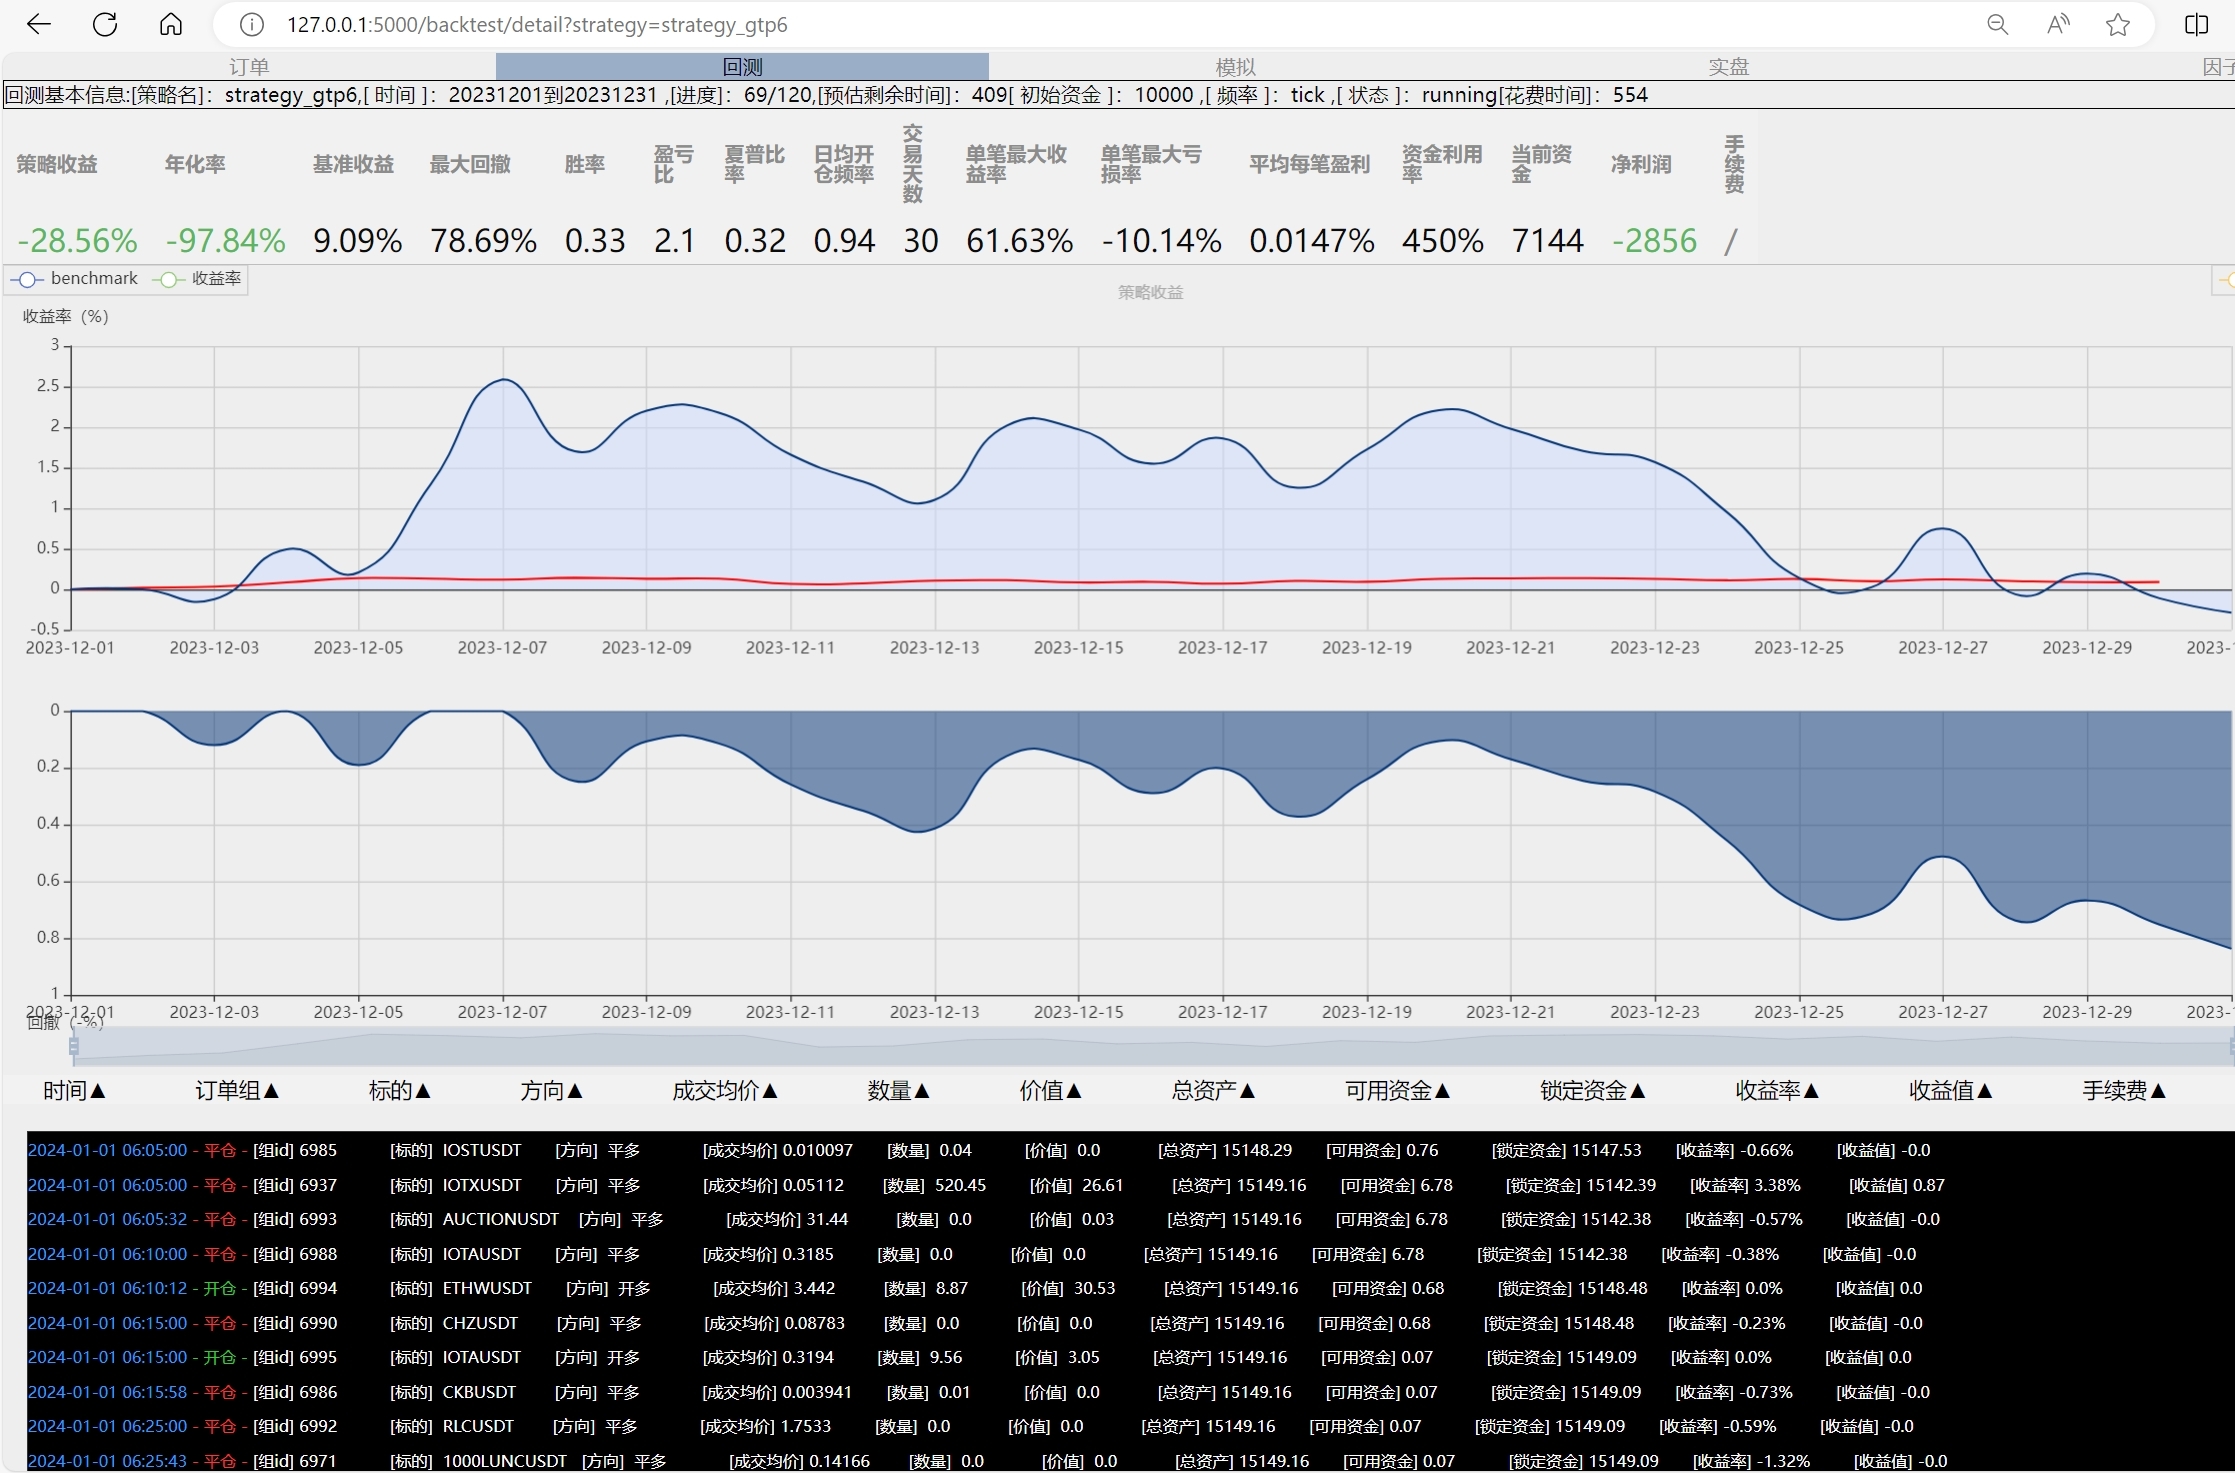 127.0.0.1:5000/backtest/detail?strategy=strategy_gtp6
订单 回测 模拟 实盘
回测基本信息:[策略名]：strategy_gtp6,[ 时间 ]：20231201到20231231 ,[进度]：69/120,[预估剩余时间]：409[ 初始资金 ]：10000 ,[ 频率 ]：tick ,[ 状态 ]：running[花费时间]：554
策略收益 年化率 基准收益 最大回撤 胜率 盈亏比 夏普比率 日均开仓频率 交易天数 单笔最大收益率 单笔最大亏损率 平均每笔盈利 资金利用率 当前资金 净利润 手续费
-28.56% -97.84% 9.09% 78.69% 0.33 2.1 0.32 0.94 30 61.63% -10.14% 0.0147% 450% 7144 -2856 /
benchmark 收益率
策略收益
收益率（%）
3
2.5
2
1.5
1
0.5
0
-0.5
2023-12-01 2023-12-03 2023-12-05 2023-12-07 2023-12-09 2023-12-11 2023-12-13 2023-12-15 2023-12-17 2023-12-19 2023-12-21 2023-12-23 2023-12-25 2023-12-27 2023-12-29 2023-
0
0.2
0.4
0.6
0.8
1
2023-12-01 2023-12-03 2023-12-05 2023-12-07 2023-12-09 2023-12-11 2023-12-13 2023-12-15 2023-12-17 2023-12-19 2023-12-21 2023-12-23 2023-12-25 2023-12-27 2023-12-29 2023-
回撤（-%）
时间▲ 订单组▲ 标的▲ 方向▲ 成交均价▲ 数量▲ 价值▲ 总资产▲ 可用资金▲ 锁定资金▲ 收益率▲ 收益值▲ 手续费▲
2024-01-01 06:05:00 - 平仓 - [组id] 6985 [标的] IOSTUSDT [方向] 平多 [成交均价] 0.010097 [数量] 0.04 [价值] 0.0 [总资产] 15148.29 [可用资金] 0.76 [锁定资金] 15147.53 [收益率] -0.66% [收益值] -0.0
2024-01-01 06:05:00 - 平仓 - [组id] 6937 [标的] IOTXUSDT [方向] 平多 [成交均价] 0.05112 [数量] 520.45 [价值] 26.61 [总资产] 15149.16 [可用资金] 6.78 [锁定资金] 15142.39 [收益率] 3.38% [收益值] 0.87
2024-01-01 06:05:32 - 平仓 - [组id] 6993 [标的] AUCTIONUSDT [方向] 平多 [成交均价] 31.44 [数量] 0.0 [价值] 0.03 [总资产] 15149.16 [可用资金] 6.78 [锁定资金] 15142.38 [收益率] -0.57% [收益值] -0.0
2024-01-01 06:10:00 - 平仓 - [组id] 6988 [标的] IOTAUSDT [方向] 平多 [成交均价] 0.3185 [数量] 0.0 [价值] 0.0 [总资产] 15149.16 [可用资金] 6.78 [锁定资金] 15142.38 [收益率] -0.38% [收益值] -0.0
2024-01-01 06:10:12 - 开仓 - [组id] 6994 [标的] ETHWUSDT [方向] 开多 [成交均价] 3.442 [数量] 8.87 [价值] 30.53 [总资产] 15149.16 [可用资金] 0.68 [锁定资金] 15148.48 [收益率] 0.0% [收益值] 0.0
2024-01-01 06:15:00 - 平仓 - [组id] 6990 [标的] CHZUSDT [方向] 平多 [成交均价] 0.08783 [数量] 0.0 [价值] 0.0 [总资产] 15149.16 [可用资金] 0.68 [锁定资金] 15148.48 [收益率] -0.23% [收益值] -0.0
2024-01-01 06:15:00 - 开仓 - [组id] 6995 [标的] IOTAUSDT [方向] 开多 [成交均价] 0.3194 [数量] 9.56 [价值] 3.05 [总资产] 15149.16 [可用资金] 0.07 [锁定资金] 15149.09 [收益率] 0.0% [收益值] 0.0
2024-01-01 06:15:58 - 平仓 - [组id] 6986 [标的] CKBUSDT [方向] 平多 [成交均价] 0.003941 [数量] 0.01 [价值] 0.0 [总资产] 15149.16 [可用资金] 0.07 [锁定资金] 15149.09 [收益率] -0.73% [收益值] -0.0
2024-01-01 06:25:00 - 平仓 - [组id] 6992 [标的] RLCUSDT [方向] 平多 [成交均价] 1.7533 [数量] 0.0 [价值] 0.0 [总资产] 15149.16 [可用资金] 0.07 [锁定资金] 15149.09 [收益率] -0.59% [收益值] -0.0
2024-01-01 06:25:43 - 平仓 - [组id] 6971 [标的] 1000LUNCUSDT [方向] 平多 [成交均价] 0.14166 [数量] 0.0 [价值] 0.0 [总资产] 15149.16 [可用资金] 0.07 [锁定资金] 15149.09 [收益率] -1.32% [收益值] -0.0